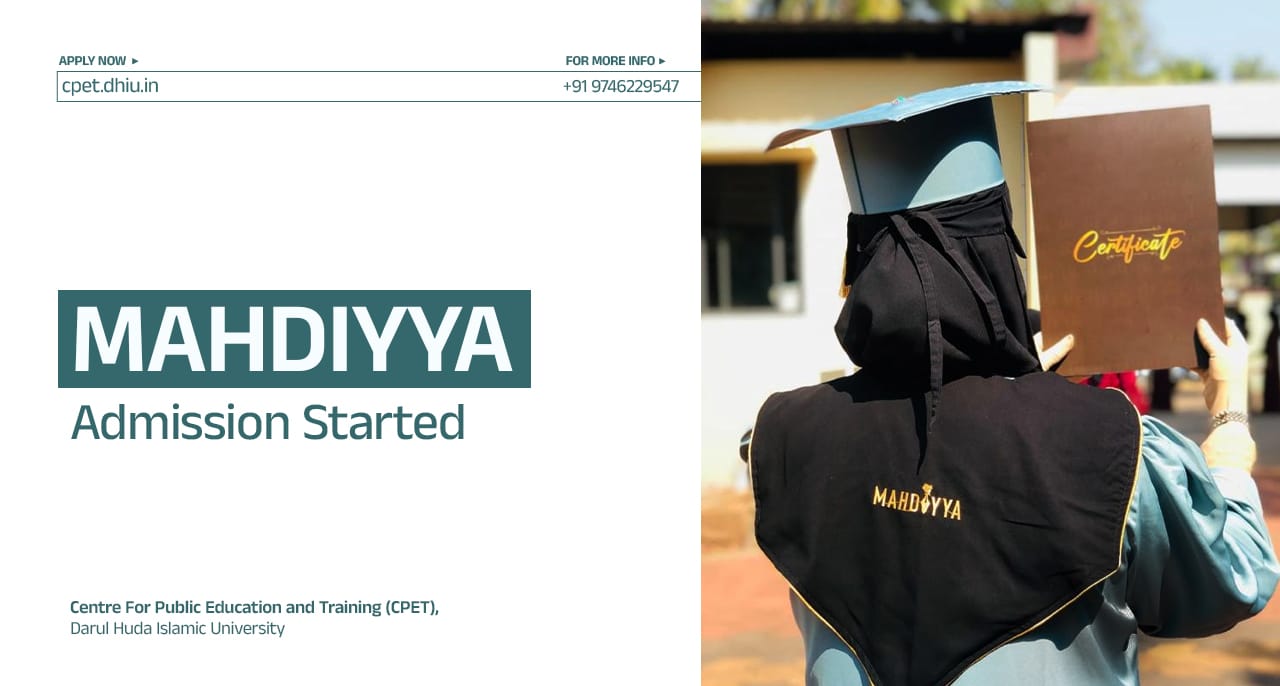 APPLY NOW ▸
cpet.dhiu.in
FOR MORE INFO ▸
+91 9746229547
MAHDIYYA
Admission Started
Centre For Public Education and Training (CPET),
Darul Huda Islamic University
Certificate
MAHDIYYA